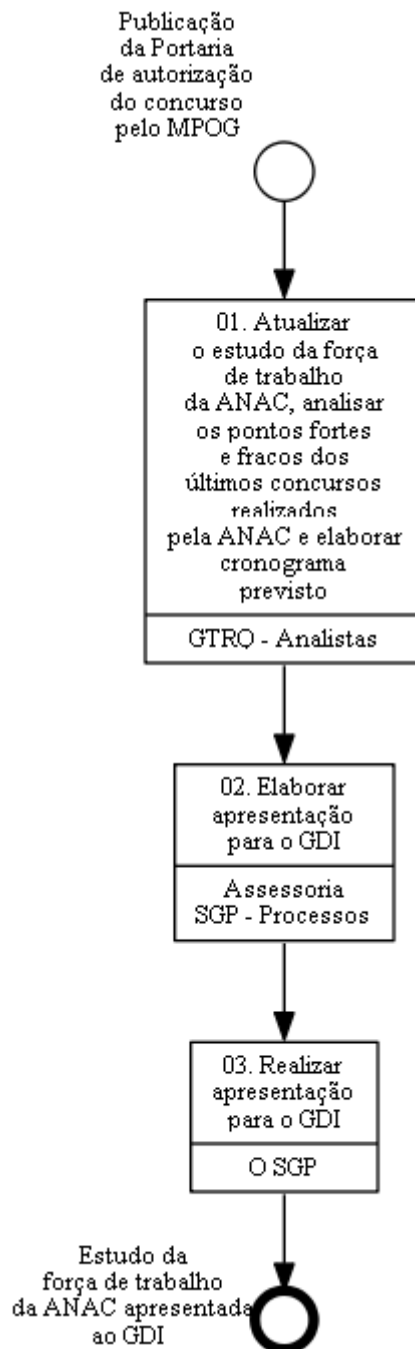 Publicação
da Portaria
de autorização
do concurso
pelo MPOG
01. Atualizar
o estudo da força
de trabalho
da ANAC, analisar
os pontos fortes
e fracos dos
últimos concursos
realizados
pela ANAC e elaborar
cronograma
previsto
GTRQ - Analistas
02. Elaborar
apresentação
para o GDI
Assessoria
SGP - Processos
03. Realizar
apresentação
para o GDI
O SGP
Estudo da
força de trabalho
da ANAC apresentada
ao GDI